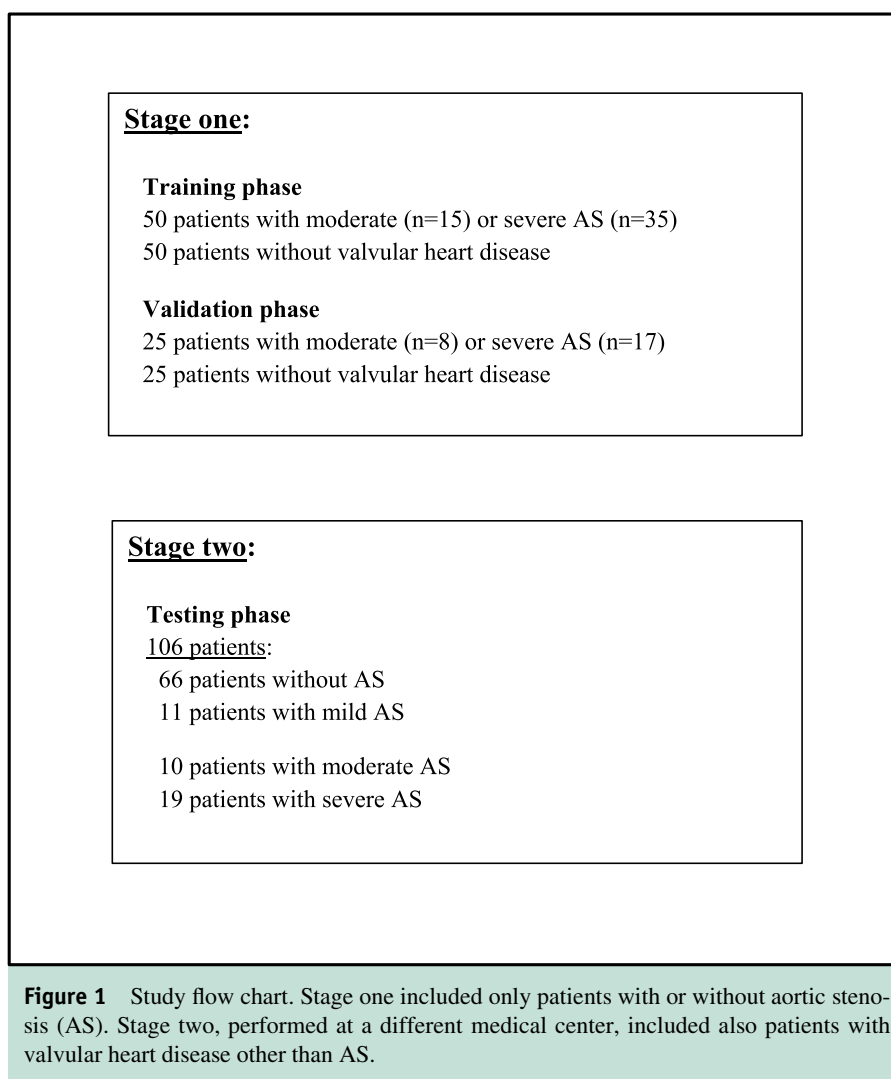 Stage one:
Training phase
50 patients with moderate (n=15) or severe AS (n=35)
50 patients without valvular heart disease
Validation phase
25 patients with moderate (n=8) or severe AS (n=17)
25 patients without valvular heart disease
Stage two:
Testing phase
106 patients:
66 patients without AS
11 patients with mild AS
10 patients with moderate AS
19 patients with severe AS
Figure 1 Study flow chart. Stage one included only patients with or without aortic steno-
sis (AS). Stage two, performed at a different medical center, included also patients with
valvular heart disease other than AS.